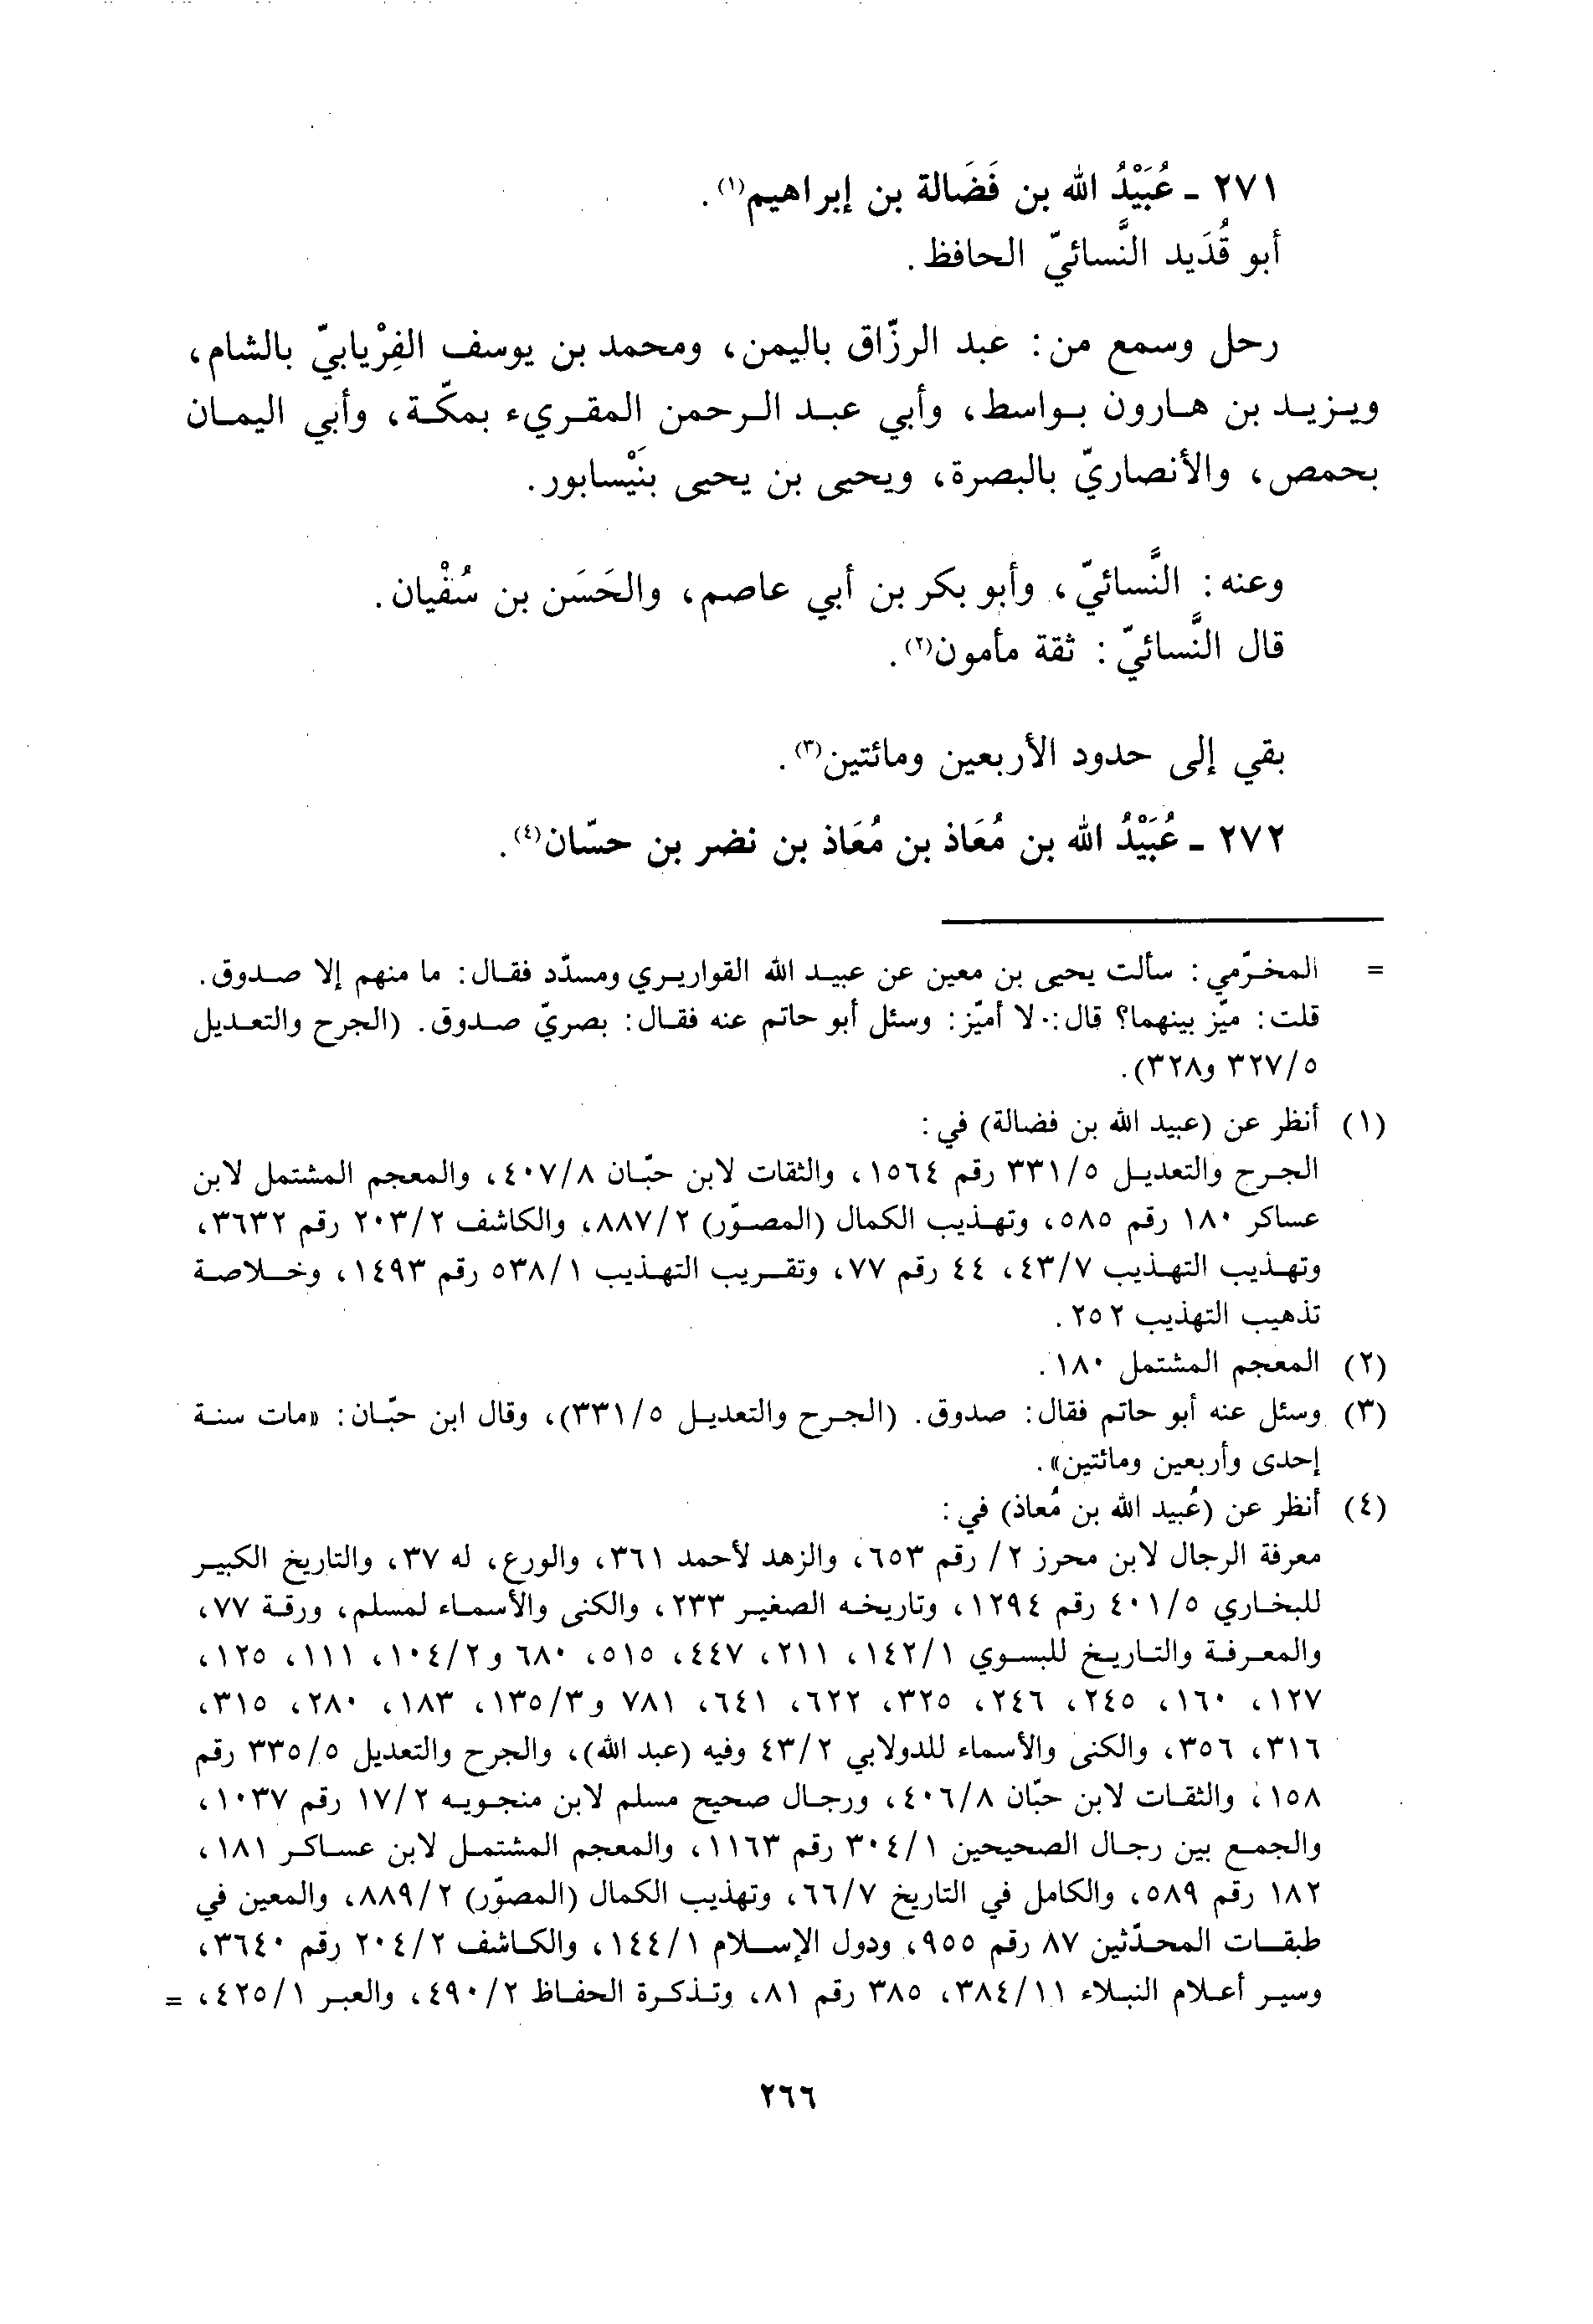 ٢٧١ ـ عُبَيْدُ الله بن فَضَالة بن إبراهيم(١).
أبو قُدَيد النَّسائيّ الحافظ.
رحل وسمع من: عبد الرزّاق باليمن، ومحمد بن يوسف الفِرْيابيّ بالشام،
ويزيد بن هارون بواسط، وأبي عبد الرحمن المقريء بمكّة، وأبي اليمان
بحمص، والأنصاريّ بالبصرة، ويحيى بن يحيى بنَيْسابور.
وعنه: النَّسائيّ، وأبو بكر بن أبي عاصم، والحَسَن بن سُفْيان.
قال النَّسائيّ: ثقة مأمون(٢).
بقي إلى حدود الأربعين ومائتين(٣).
٢٧٢ ـ عُبَيْدُ الله بن مُعَاذ بن مُعَاذ بن نضر بن حسّان(٤).
= المخرّمي: سألت يحيى بن معين عن عبيد الله القواريري ومسدّد فقال: ما منهم إلا صدوق.
قلت: ميّز بينهما؟ قال: لا أميّز: وسئل أبو حاتم عنه فقال: بصريّ صدوق. (الجرح والتعديل
٣٢٧/٥ و٣٢٨).
(١) أنظر عن (عبيد الله بن فضالة) في:
الجرح والتعديل ٣٣١/٥ رقم ١٥٦٤، والثقات لابن حبّان ٤٠٧/٨، والمعجم المشتمل لابن
عساكر ١٨٠ رقم ٥٨٥، وتهذيب الكمال (المصوّر) ٨٨٧/٢، والكاشف ٢٠٣/٢ رقم ٣٦٣٢،
وتهذيب التهذيب ٤٣/٧، ٤٤ رقم ٧٧، وتقريب التهذيب ٥٣٨/١ رقم ١٤٩٣، وخلاصة
تذهيب التهذيب ٢٥٢.
(٢) المعجم المشتمل ١٨٠.
(٣) وسئل عنه أبو حاتم فقال: صدوق. (الجرح والتعديل ٣٣١/٥)، وقال ابن حبّان: «مات سنة
إحدى وأربعين ومائتين».
(٤) أنظر عن (عُبيد الله بن مُعاذ) في:
معرفة الرجال لابن محرز ٢/ رقم ٦٥٣، والزهد لأحمد ٣٦١، والورع، له ٣٧، والتاريخ الكبير
للبخاري ٤٠١/٥ رقم ١٢٩٤، وتاريخه الصغير ٢٣٣، والكنى والأسماء لمسلم، ورقة ٧٧،
والمعرفة والتاريخ للبسوي ١٤٢/١، ٢١١، ٤٤٧، ٥١٥، ٦٨٠ و١٠٤/٢، ١١١، ١٢٥،
١٢٧، ١٦٠، ٢٤٥، ٢٤٦، ٣٢٥، ٦٢٢، ٦٤١، ٧٨١ و١٣٥/٣، ١٨٣، ٢٨٠، ٣١٥،
٣١٦، ٣٥٦، والكنى والأسماء للدولابي ٤٣/٢ وفيه (عبد الله)، والجرح والتعديل ٣٣٥/٥ رقم
١٥٨، والثقات لابن حبّان ٤٠٦/٨، ورجال صحيح مسلم لابن منجويه ١٧/٢ رقم ١٠٣٧،
والجمع بين رجال الصحيحين ٣٠٤/١ رقم ١١٦٣، والمعجم المشتمل لابن عساكر ١٨١،
١٨٢ رقم ٥٨٩، والكامل في التاريخ ٦٦/٧، وتهذيب الكمال (المصوّر) ٨٨٩/٢، والمعين في
طبقات المحدّثين ٨٧ رقم ٩٥٥، ودول الإسلام ١٤٤/١، والكاشف ٢٠٤/٢ رقم ٣٦٤٠،
وسير أعلام النبلاء ٣٨٤/١١، ٣٨٥ رقم ٨١، وتذكرة الحفاظ ٤٩٠/٢، والعبر ٤٢٥/١، =
٢٦٦